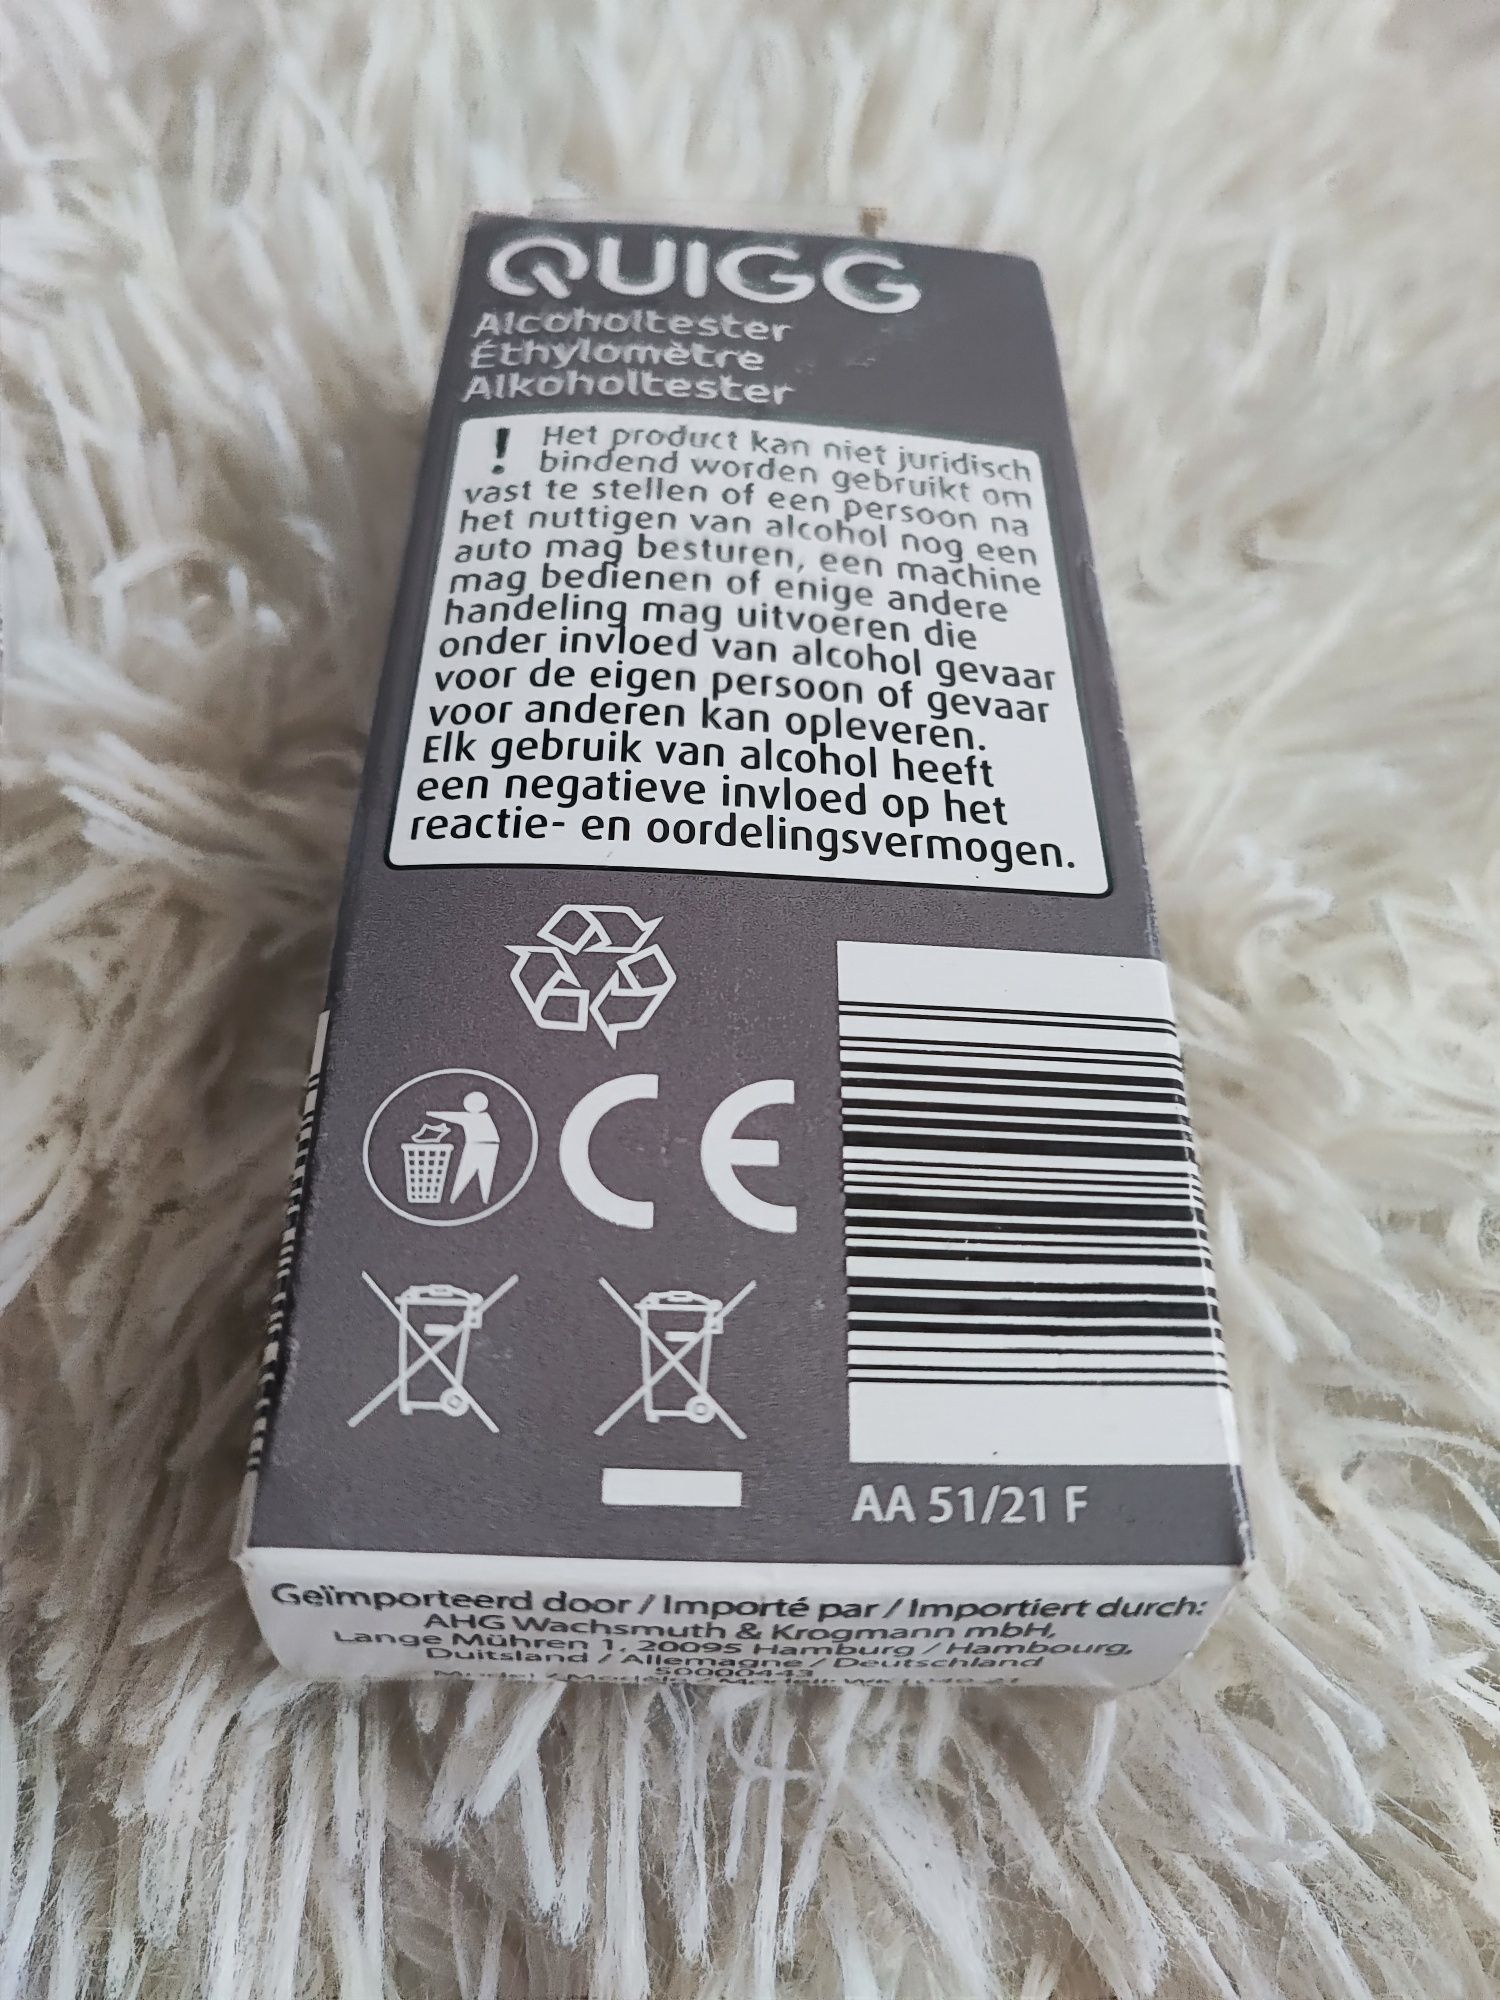 QUIGG
Alcoholtester
Éthylomètre
Alkoholtester
! Het product kan niet juridisch
bindend worden gebruikt om
vast te stellen of een persoon na
het nuttigen van alcohol nog een
auto mag besturen, een machine
mag bedienen of enige andere
handeling mag uitvoeren die
onder invloed van alcohol gevaar
voor de eigen persoon of gevaar
voor anderen kan opleveren.
Elk gebruik van alcohol heeft
een negatieve invloed op het
reactie- en oordelingsvermogen.
CE
AA 51/21 F
Geïmporteerd door / Importé par / Importiert durch:
AHG Wachsmuth & Krogmann mbH,
Lange Mühren 1, 20095 Hamburg / Hambourg,
Duitsland / Allemagne / Deutschland
50000443